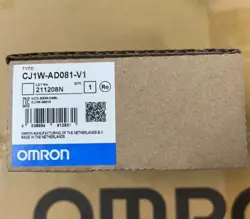 TYPE
CJ1W-AD081-V1
LOT No.
QTY
211208N
1
OMRON MANUFACTURING OF THE NETHERLANDS B.V.
MADE IN THE NETHERLANDS
OMRON